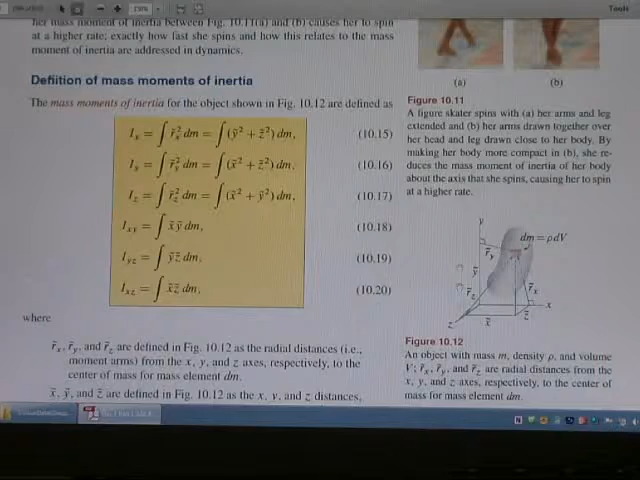 her mass moment of inertia between Fig. 10.11(a) and (b) causes her to spin
at a higher rate; exactly how fast she spins and how this relates to the mass
moment of inertia are addressed in dynamics.
Defiition of mass moments of inertia
The mass moments of inertia for the object shown in Fig. 10.12 are defined as
I_x = ∫ r̃_x² dm = ∫(ỹ² + z̃²) dm, (10.15)
I_y = ∫ r̃_y² dm = ∫(x̃² + z̃²) dm, (10.16)
I_z = ∫ r̃_z² dm = ∫(x̃² + ỹ²) dm, (10.17)
I_xy = ∫ x̃ỹ dm, (10.18)
I_yz = ∫ ỹz̃ dm, (10.19)
I_xz = ∫ x̃z̃ dm, (10.20)
where
r̃_x, r̃_y, and r̃_z are defined in Fig. 10.12 as the radial distances (i.e.,
moment arms) from the x, y, and z axes, respectively, to the
center of mass for mass element dm.
x̃, ỹ, and z̃ are defined in Fig. 10.12 as the x, y, and z distances,
(a) (b)
Figure 10.11
A figure skater spins with (a) her arms and leg
extended and (b) her arms drawn together over
her head and leg drawn close to her body. By
making her body more compact in (b), she re-
duces the mass moment of inertia of her body
about the axis that she spins, causing her to spin
at a higher rate.
y
dm = ρ dV
r̃_y
ỹ
r̃_z
r̃_x
x
z
x̃
z̃
Figure 10.12
An object with mass m, density ρ, and volume
V; r̃_x, r̃_y, and r̃_z are radial distances from the
x, y, and z axes, respectively, to the center of
mass for mass element dm.
Tools